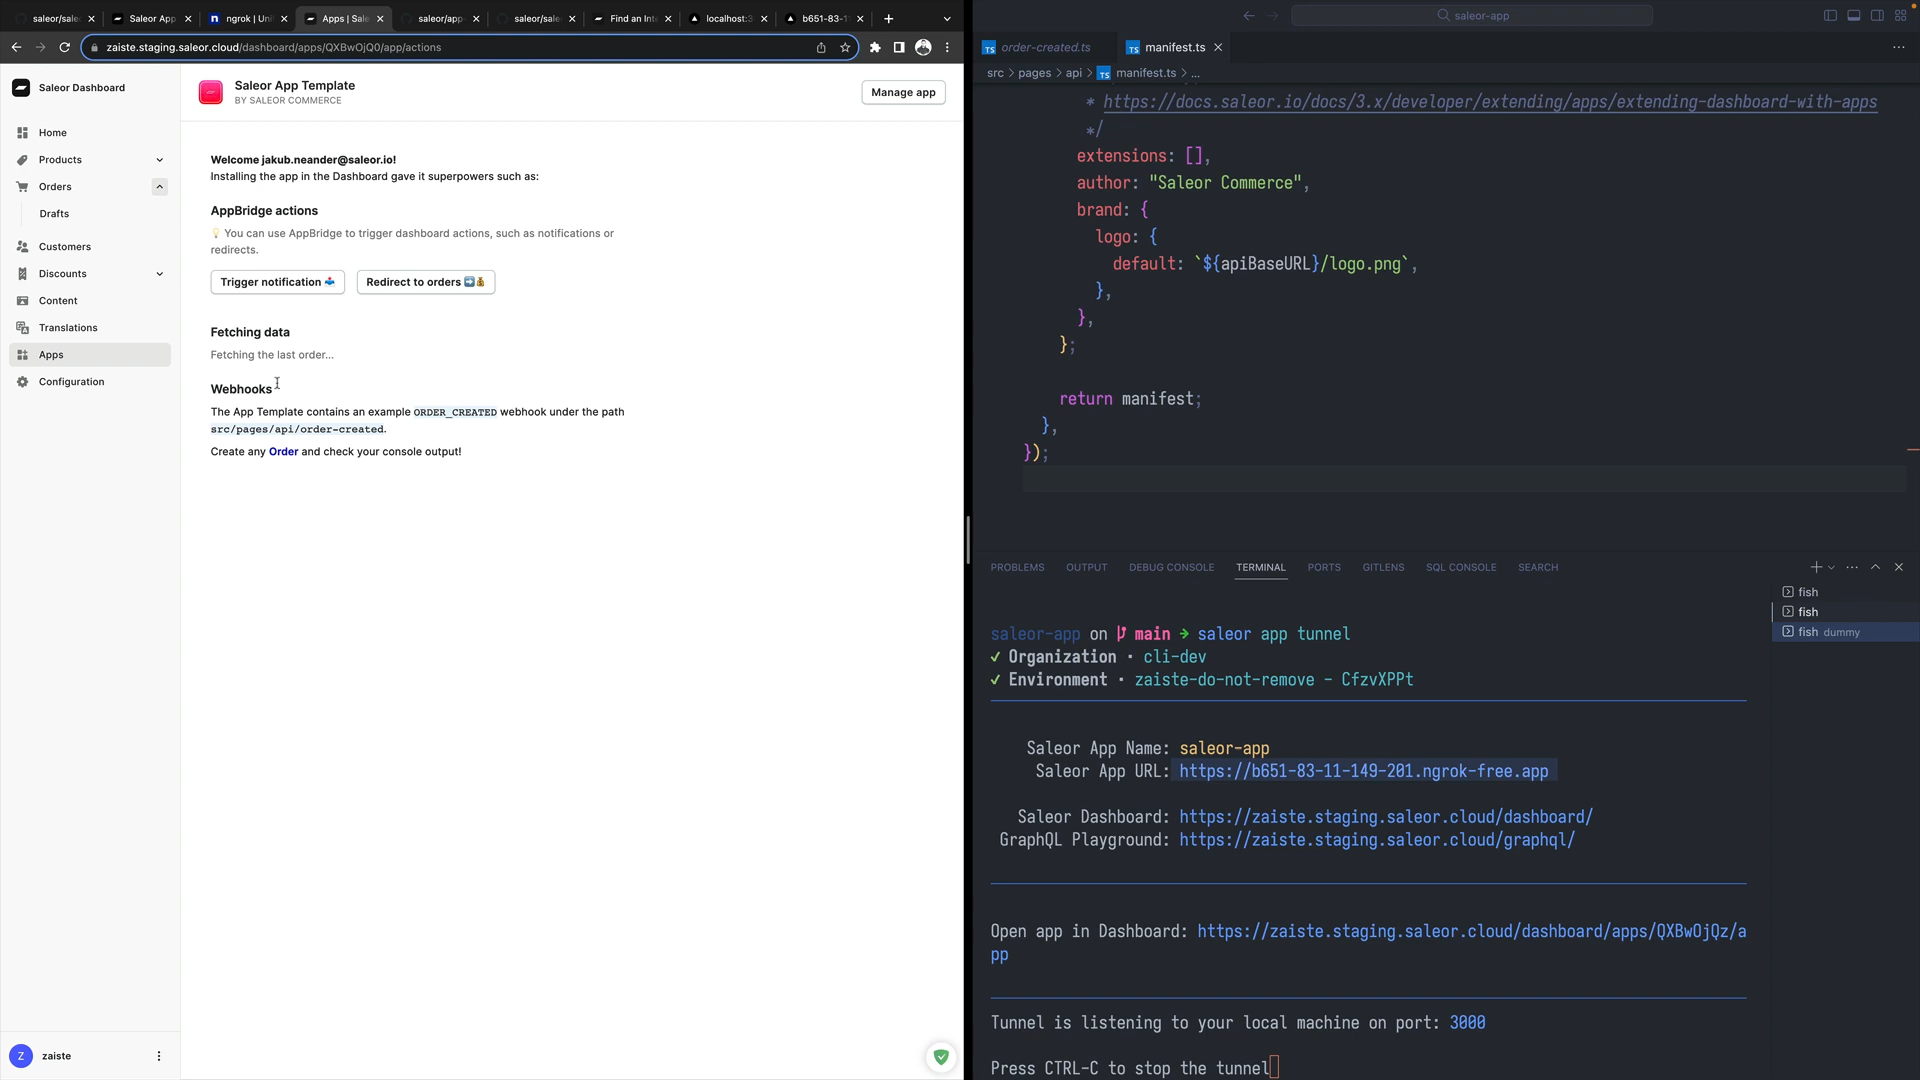 saleor/sale
Saleor App
ngrok | Uni
Apps | Sale
saleor/app
saleor/sale
Find an Int
localhost:3
b651-83-1
zaiste.staging.saleor.cloud/dashboard/apps/QXBwOjQ0/app/actions
Saleor Dashboard
Home
Products
Orders
Drafts
Customers
Discounts
Content
Translations
Apps
Configuration
Z zaiste
Saleor App Template
BY SALEOR COMMERCE
Manage app
Welcome jakub.neander@saleor.io!
Installing the app in the Dashboard gave it superpowers such as:
AppBridge actions
💡 You can use AppBridge to trigger dashboard actions, such as notifications or
redirects.
Trigger notification 📤
Redirect to orders ➡️💰
Fetching data
Fetching the last order...
Webhooks
The App Template contains an example ORDER_CREATED webhook under the path
src/pages/api/order-created.
Create any Order and check your console output!
saleor-app
TS order-created.ts
TS manifest.ts
src > pages > api > TS manifest.ts > ...
* https://docs.saleor.io/docs/3.x/developer/extending/apps/extending-dashboard-with-apps
*/
extensions: [],
author: "Saleor Commerce",
brand: {
logo: {
default: `${apiBaseURL}/logo.png`,
},
},
};
return manifest;
},
});
PROBLEMS OUTPUT DEBUG CONSOLE TERMINAL PORTS GITLENS SQL CONSOLE SEARCH
fish
fish
fish dummy
saleor-app on main → saleor app tunnel
✓ Organization · cli-dev
✓ Environment · zaiste-do-not-remove - CfzvXPPt
Saleor App Name: saleor-app
Saleor App URL: https://b651-83-11-149-201.ngrok-free.app
Saleor Dashboard: https://zaiste.staging.saleor.cloud/dashboard/
GraphQL Playground: https://zaiste.staging.saleor.cloud/graphql/
Open app in Dashboard: https://zaiste.staging.saleor.cloud/dashboard/apps/QXBwOjQz/a
pp
Tunnel is listening to your local machine on port: 3000
Press CTRL-C to stop the tunnel